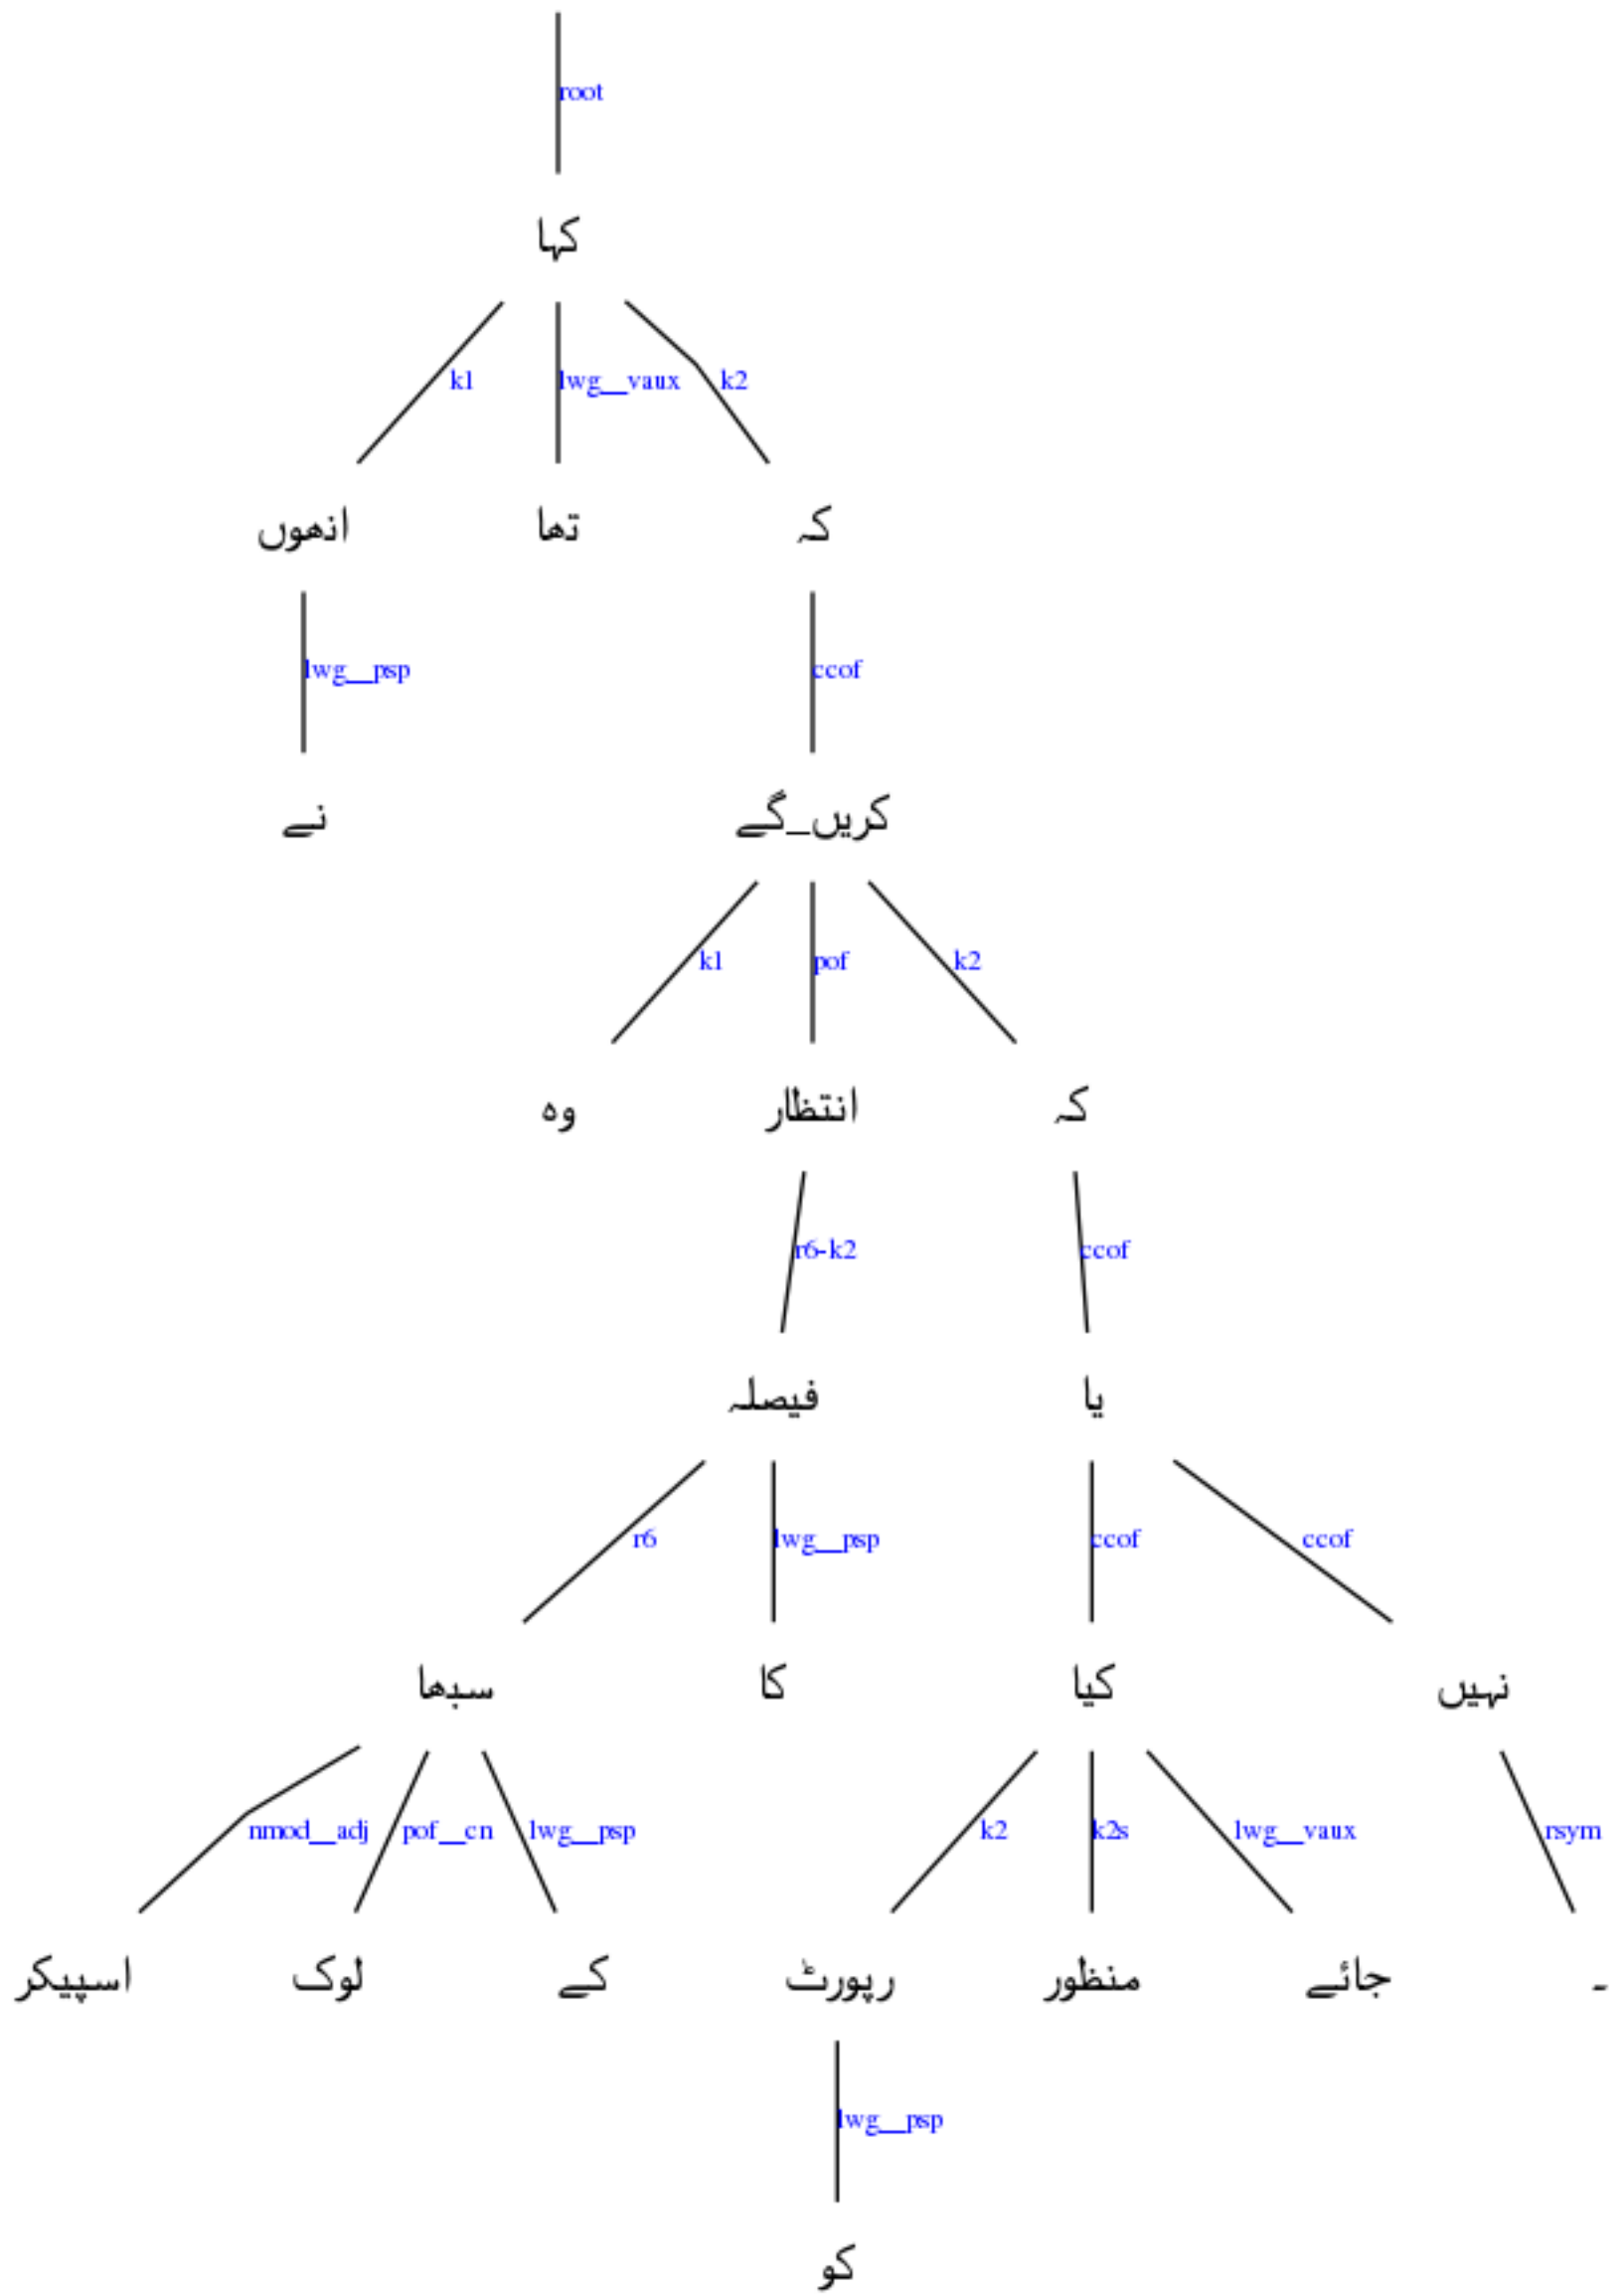 root
کہا
k1 lwg__vaux k2
انھوں تھا کہ
lwg__psp ccof
نے کریں_گے
k1 pof k2
وہ انتظار کہ
r6-k2 ccof
فیصلہ یا
r6 lwg__psp ccof ccof
سبھا کا کیا نہیں
nmod__adj pof__cn lwg__psp k2 k2s lwg__vaux rsym
اسپیکر لوک کے رپورٹ منظور جائے ۔
lwg__psp
کو